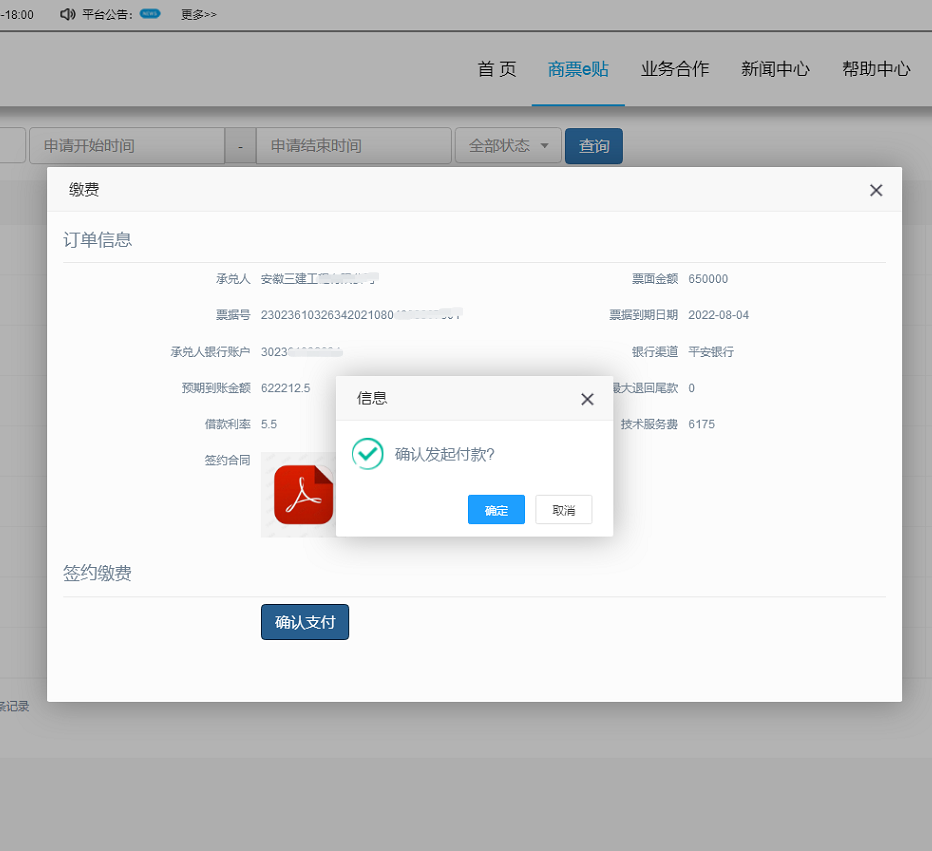 -18:00 平台公告: NEWS 更多>>
首 页 商票e贴 业务合作 新闻中心 帮助中心
申请开始时间 - 申请结束时间 全部状态 查询
缴费
订单信息
承兑人 安徽三建工 票面金额 650000
票据号 23023610326342021080 票据到期日期 2022-08-04
承兑人银行账户 3023 银行渠道 平安银行
预期到账金额 622212.5 最大退回尾款 0
借款利率 5.5 技术服务费 6175
签约合同
信息
确认发起付款?
确定 取消
签约缴费
确认支付
条记录